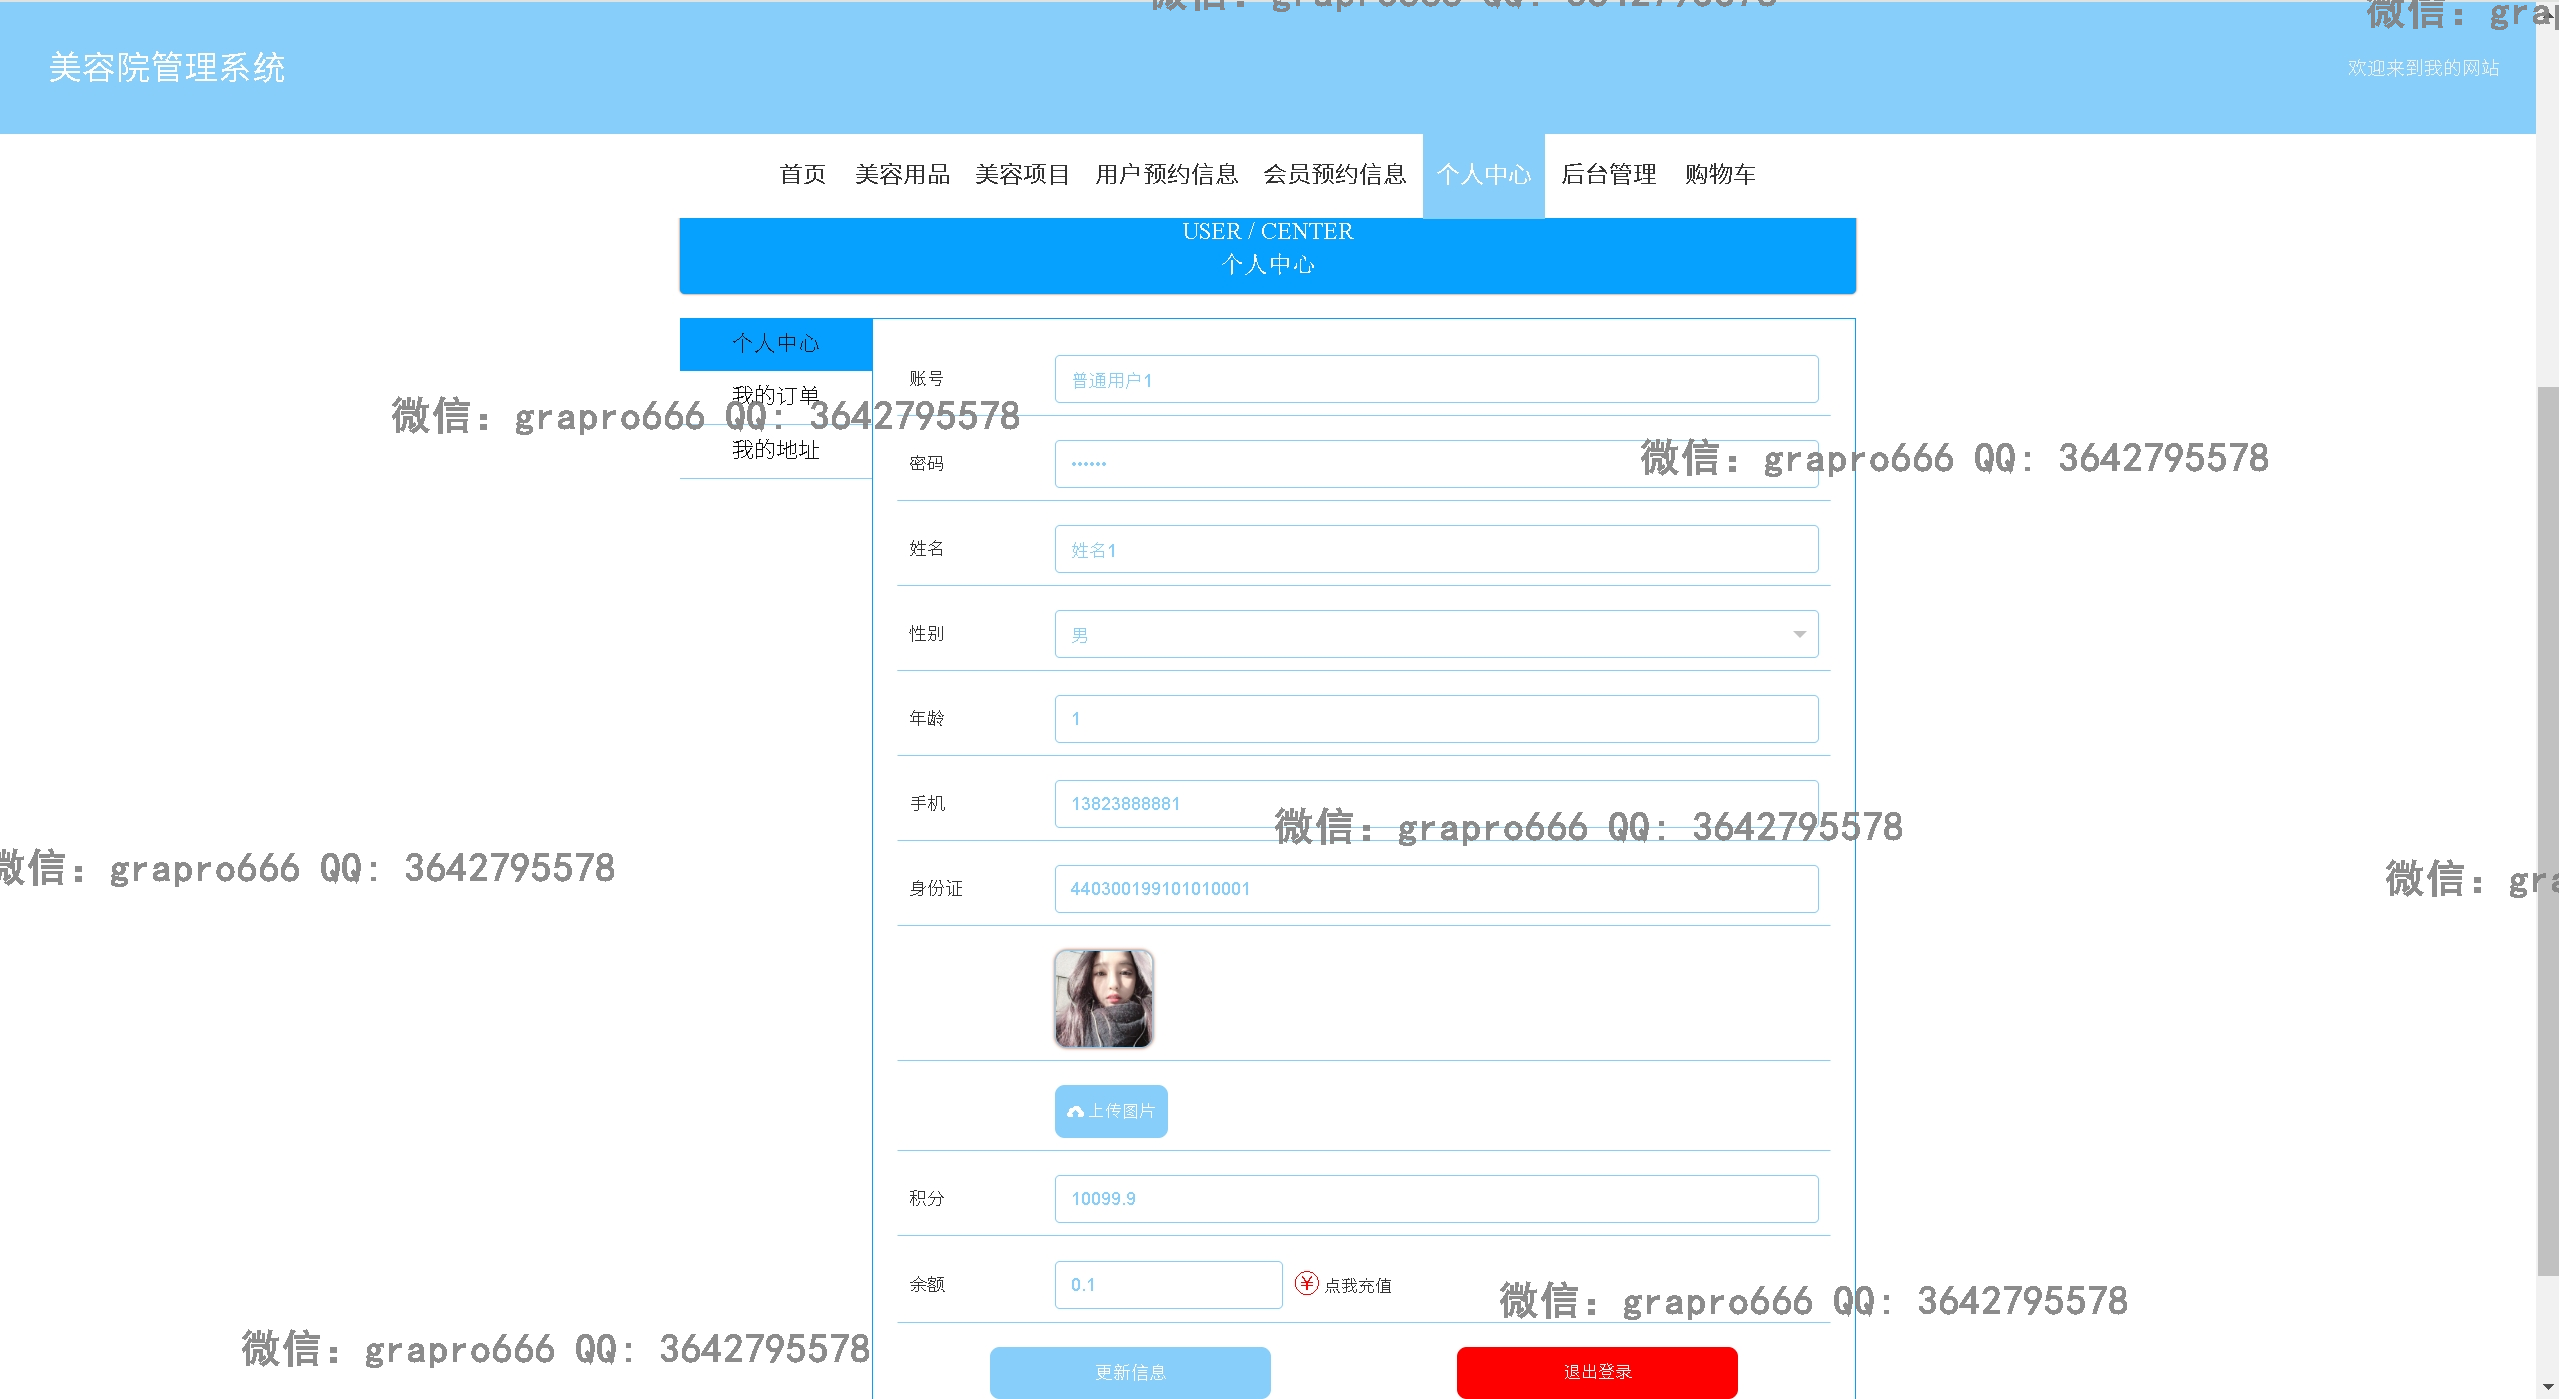 微信: grapro666 QQ: 3642795578
微信: gra
美容院管理系统
欢迎来到我的网站
首页 美容用品 美容项目 用户预约信息 会员预约信息 个人中心 后台管理 购物车
USER / CENTER
个人中心
个人中心
我的订单
我的地址
微信: grapro666 QQ: 3642795578
账号 普通用户1
密码 ••••••
微信: grapro666 QQ: 3642795578
姓名 姓名1
性别 男
年龄 1
手机 13823888881
微信: grapro666 QQ: 3642795578
微信: grapro666 QQ: 3642795578
身份证 440300199101010001
微信: gra
上传图片
积分 10099.9
余额 0.1 点我充值
微信: grapro666 QQ: 3642795578
微信: grapro666 QQ: 3642795578
更新信息 退出登录